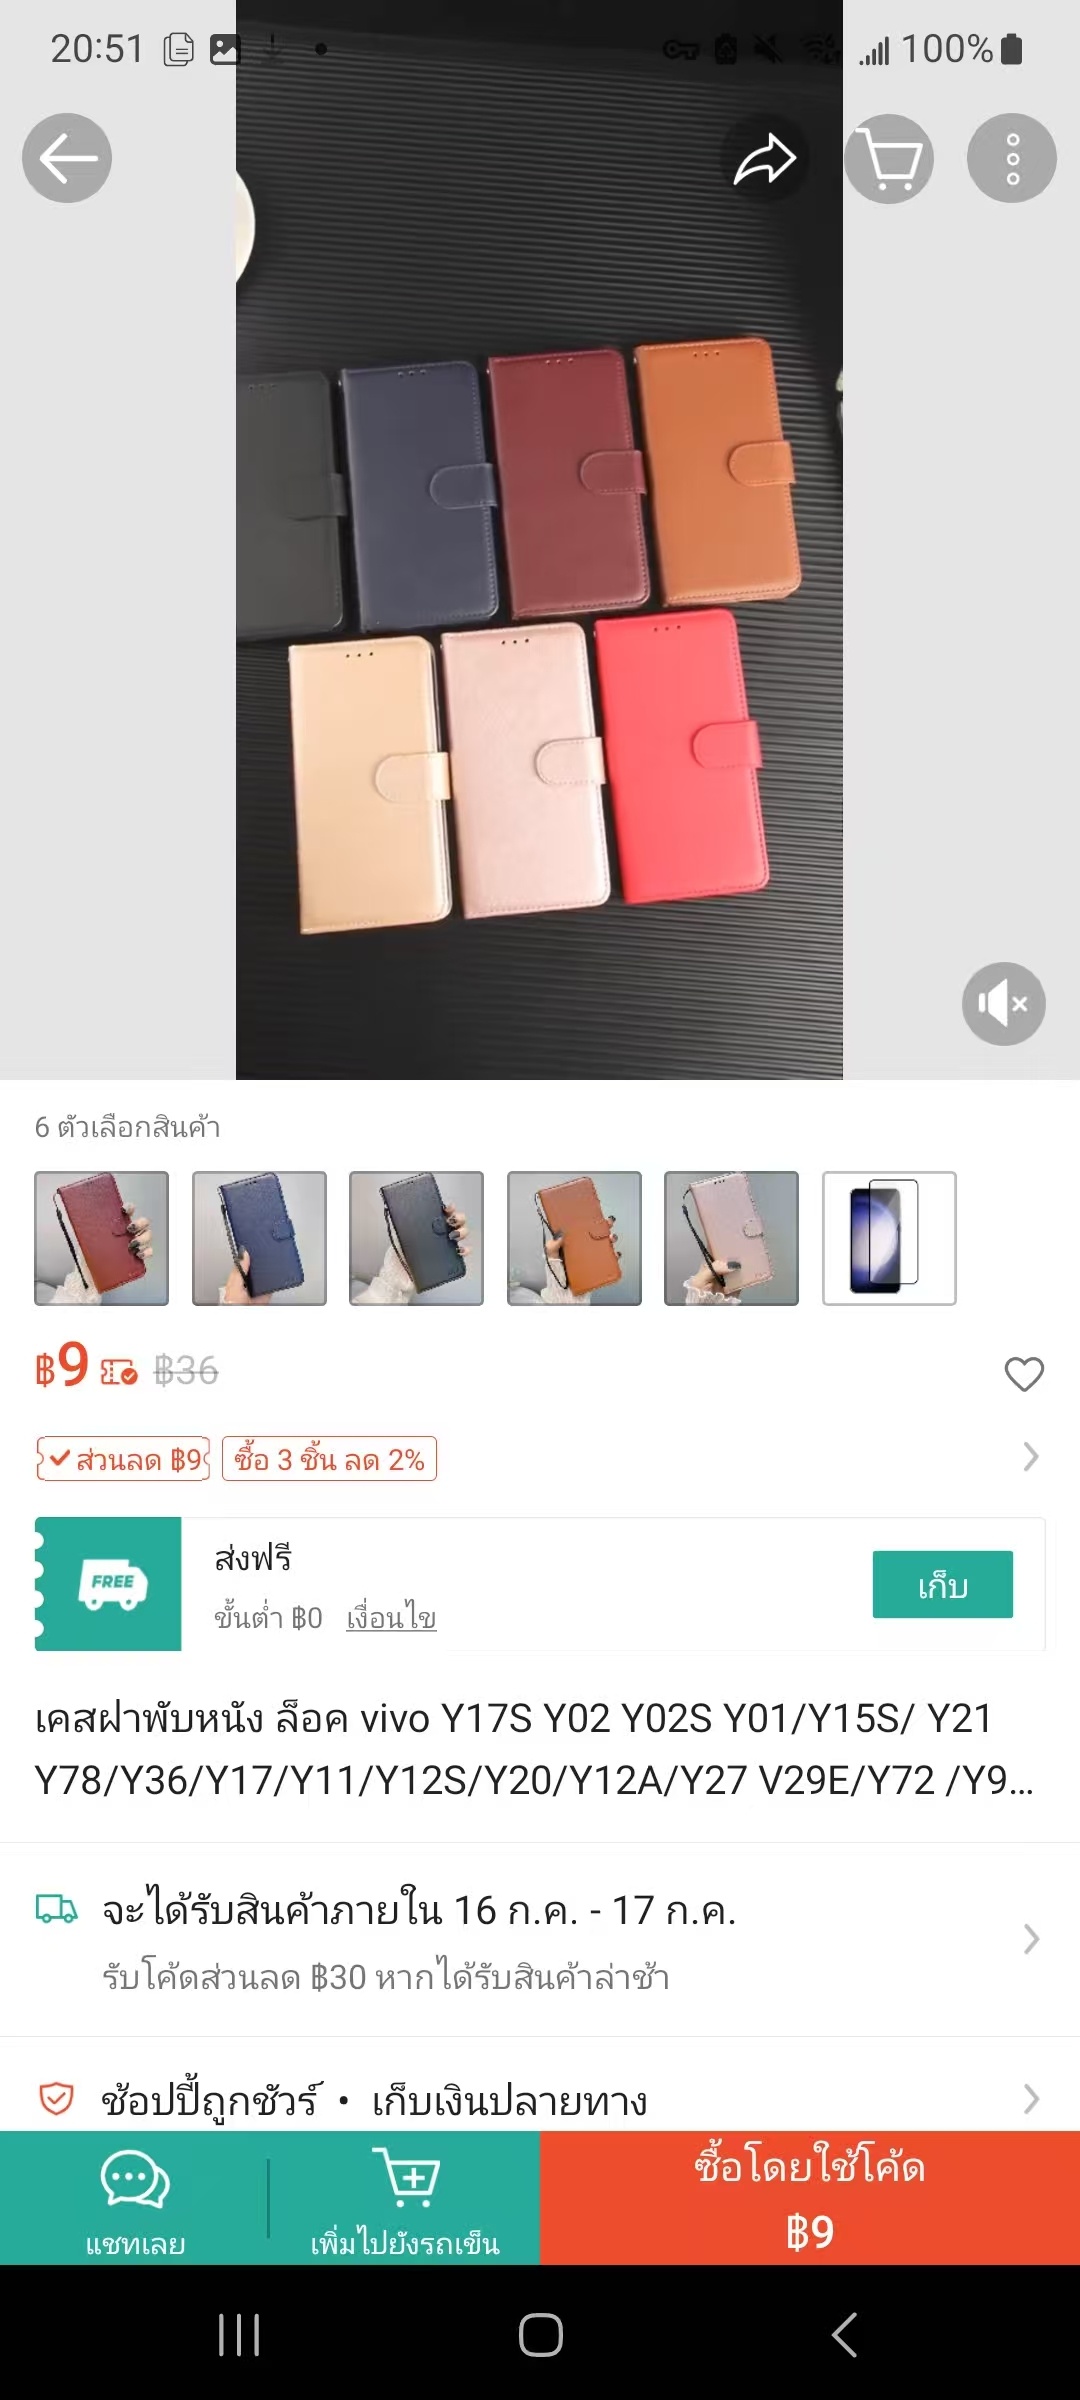 20:51
100%
6 ตัวเลือกสินค้า
฿9 ฿36
ส่วนลด ฿9 ซื้อ 3 ชิ้น ลด 2%
FREE
ส่งฟรี
ขั้นต่ำ ฿0 เงื่อนไข
เก็บ
เคสฝาพับหนัง ล็อค vivo Y17S Y02 Y02S Y01/Y15S/ Y21
Y78/Y36/Y17/Y11/Y12S/Y20/Y12A/Y27 V29E/Y72 /Y9...
จะได้รับสินค้าภายใน 16 ก.ค. - 17 ก.ค.
รับโค้ดส่วนลด ฿30 หากได้รับสินค้าล่าช้า
ช้อปปี้ถูกชัวร์ • เก็บเงินปลายทาง
แชทเลย
เพิ่มไปยังรถเข็น
ซื้อโดยใช้โค้ด
฿9